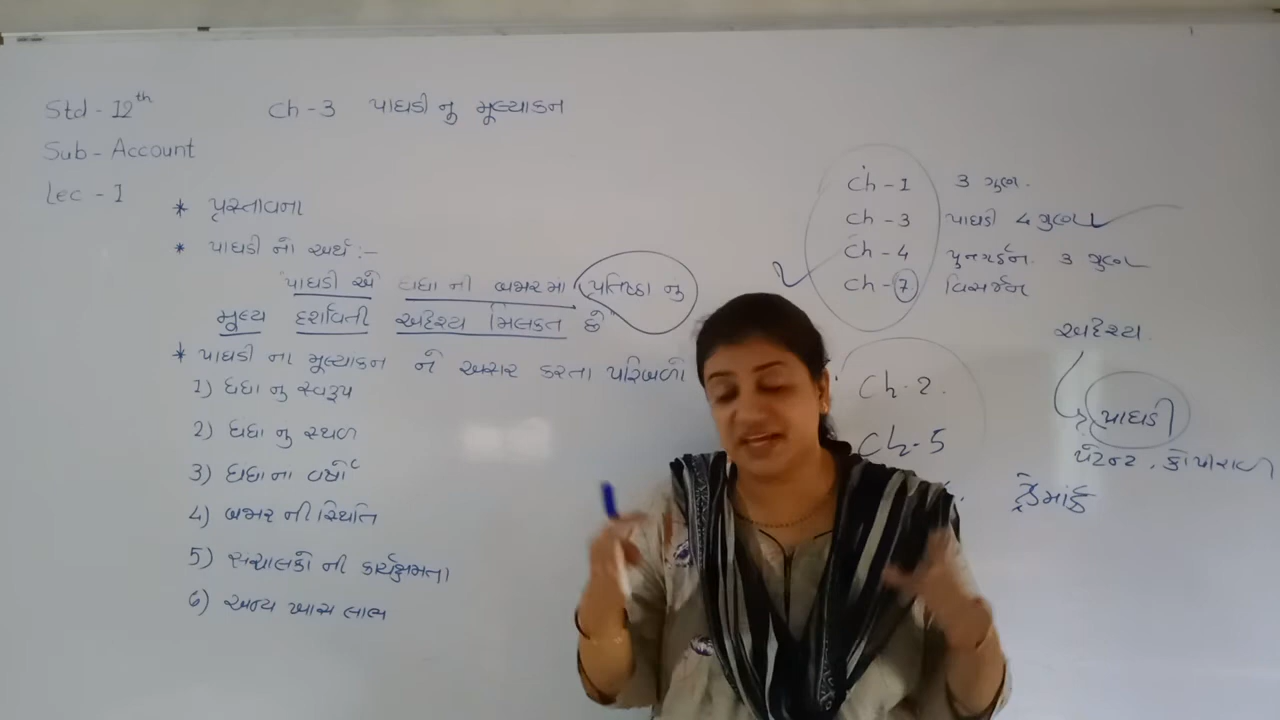 Std - 12th
Ch - 3 પાઘડી નુ મૂલ્યાકન
Sub - Account
Lec - 1
* પ્રસ્તાવના
* પાઘડી નો અર્થ :-
"પાઘડી એ ધંધા ની બજારમાં પ્રતિષ્ઠા નું
મૂલ્ય દર્શાવતી અદ્રશ્ય મિલકત છે"
* પાઘડી ના મૂલ્યાકન ને અસર કરતા પરિબળો
1) ધંધા નુ સ્વરૂપ
2) ધંધા નુ સ્થળ
3) ધંધા ના વર્ષો
4) બજાર ની સ્થિતિ
5) સંચાલકો ની કાર્યક્ષમતા
6) અન્ય ખાસ લાભ
Ch - 1 3 ગુણ.
Ch - 3 પાઘડી 4 ગુણ
Ch - 4 પુનગર્ઠન 3 ગુણ
Ch - 7 વિસર્જન
Ch - 2.
Ch - 5
અદ્રશ્ય
પાઘડી
પેટન્ટ, કોપીરાઇ
ટ્રેડમાર્ક